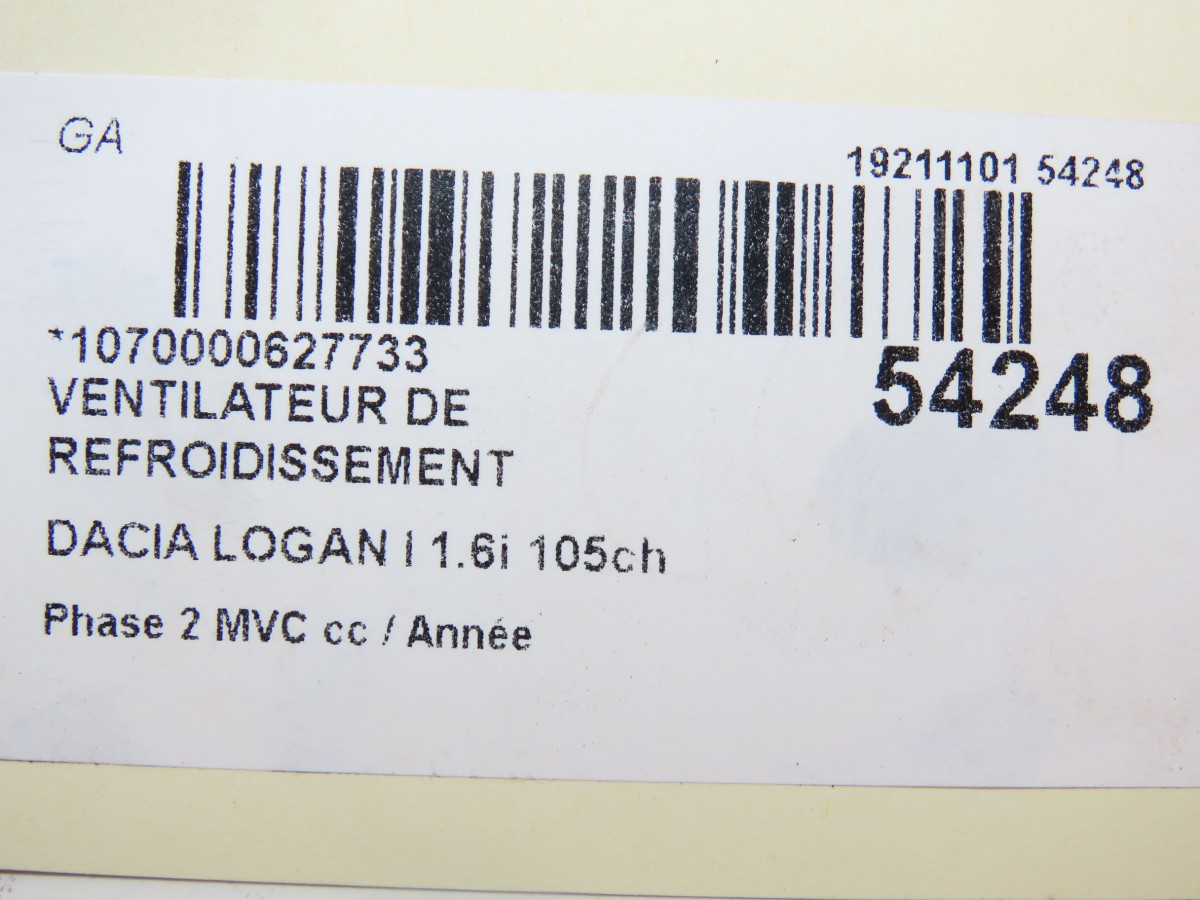 GA
19211101 54248
*1070000627733
54248
VENTILATEUR DE
REFROIDISSEMENT
DACIA LOGAN I 1.6i 105ch
Phase 2 MVC cc / Année